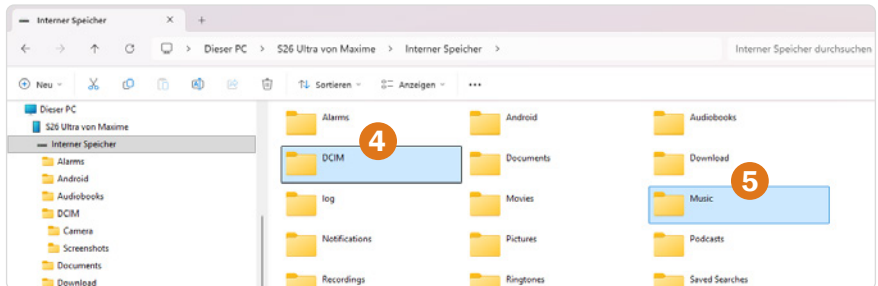 Interner Speicher
Dieser PC > S26 Ultra von Maxime > Interner Speicher >
Interner Speicher durchsuchen
Neu
Sortieren
Anzeigen
Dieser PC
S26 Ultra von Maxime
Interner Speicher
Alarms
Android
Audiobooks
DCIM
Camera
Screenshots
Documents
Download
Alarms
Android
Audiobooks
4
DCIM
Documents
Download
5
log
Movies
Music
Notifications
Pictures
Podcasts
Recordings
Ringtones
Saved Searches